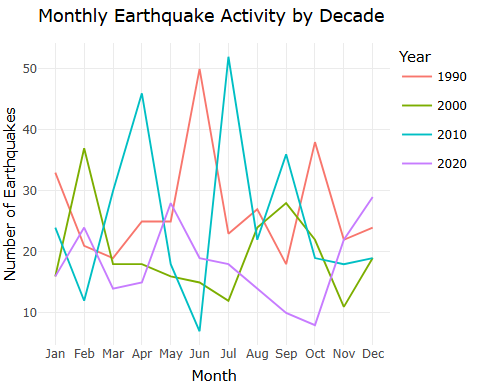 Monthly Earthquake Activity by Decade
Year
1990
2000
2010
2020
Number of Earthquakes
50
40
30
20
10
Jan Feb Mar Apr May Jun Jul Aug Sep Oct Nov Dec
Month